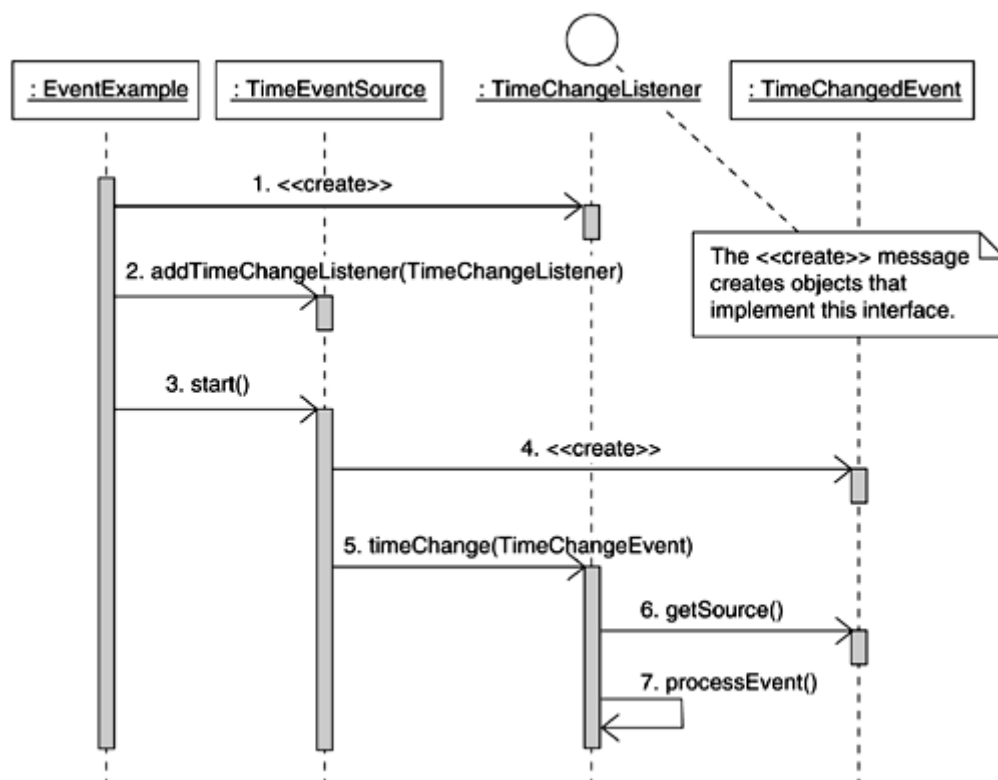 : EventExample
: TimeEventSource
: TimeChangeListener
: TimeChangedEvent
1. <<create>>
2. addTimeChangeListener(TimeChangeListener)
The <<create>> message
creates objects that
implement this interface.
3. start()
4. <<create>>
5. timeChange(TimeChangeEvent)
6. getSource()
7. processEvent()